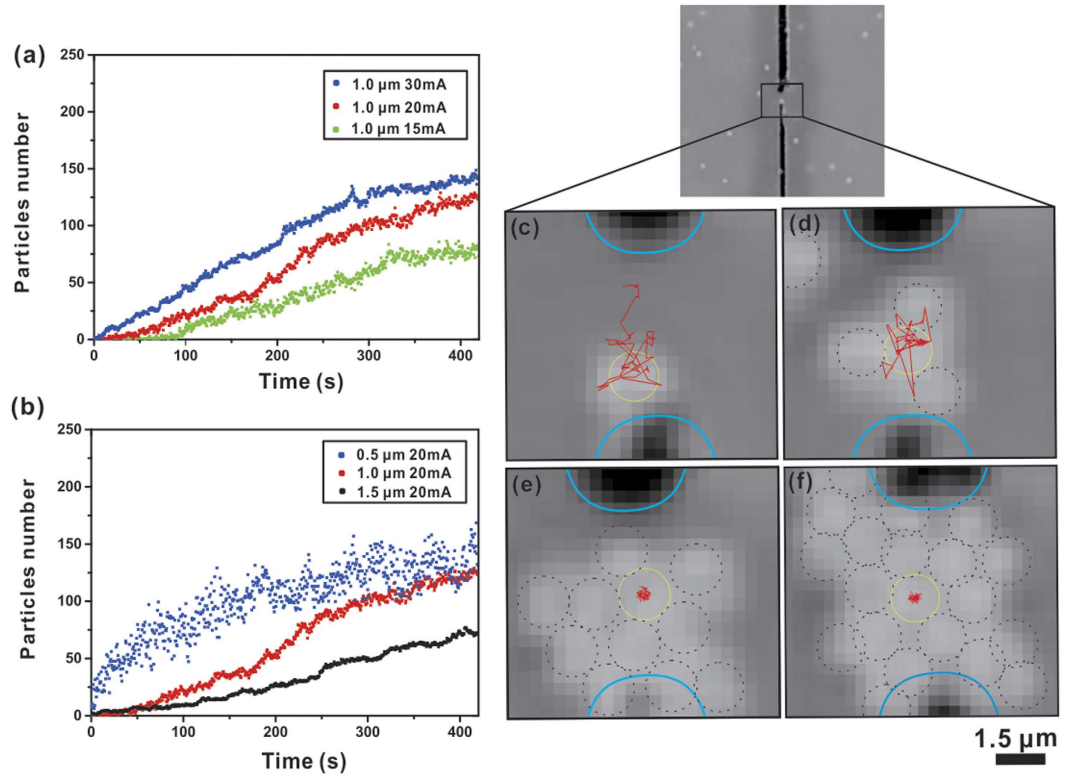 (a)
250
200
150
100
50
0
1.0 µm 30mA
1.0 µm 20mA
1.0 µm 15mA
Particles number
0 100 200 300 400
Time (s)
(b)
250
200
150
100
50
0
0.5 µm 20mA
1.0 µm 20mA
1.5 µm 20mA
Particles number
0 100 200 300 400
Time (s)
(c)
(d)
(e)
(f)
1.5 µm